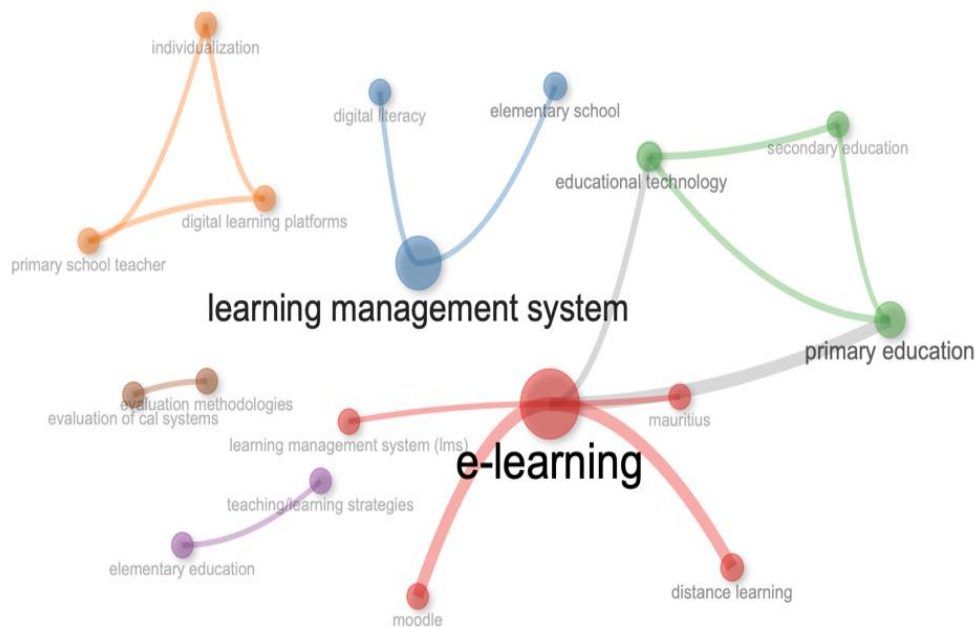 individualization
digital literacy
elementary school
secondary education
educational technology
digital learning platforms
primary school teacher
learning management system
primary education
evaluation methodologies
evaluation of cal systems
mauritius
learning management system (lms)
e-learning
teaching/learning strategies
elementary education
distance learning
moodle